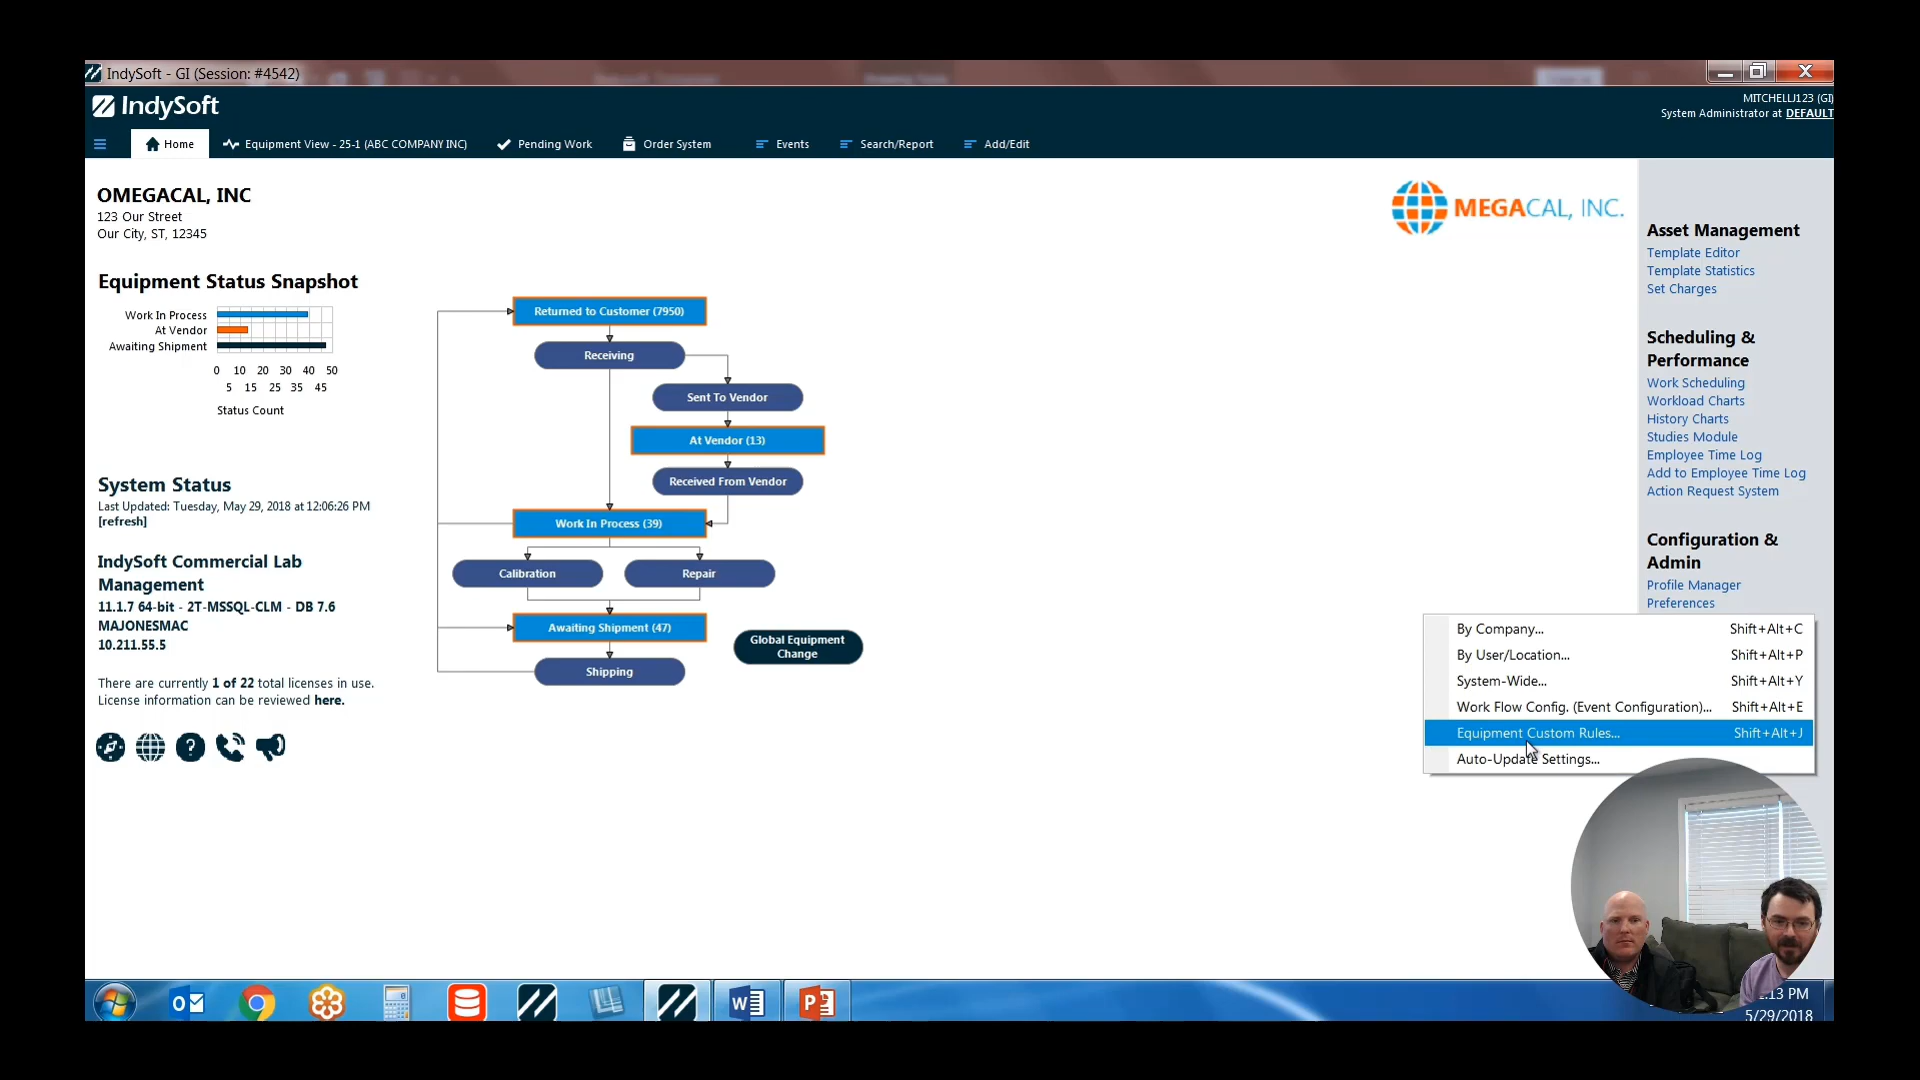 IndySoft - GI (Session: #4542)
IndySoft
MITCHELLJ123 (GI)
System Administrator at DEFAULT
Home
Equipment View - 25-1 (ABC COMPANY INC)
Pending Work
Order System
Events
Search/Report
Add/Edit
OMEGACAL, INC
123 Our Street
Our City, ST, 12345
MEGACAL, INC.
Equipment Status Snapshot
Work In Process
At Vendor
Awaiting Shipment
0 10 20 30 40 50
5 15 25 35 45
Status Count
System Status
Last Updated: Tuesday, May 29, 2018 at 12:06:26 PM
[refresh]
IndySoft Commercial Lab
Management
11.1.7 64-bit - 2T-MSSQL-CLM - DB 7.6
MAJONESMAC
10.211.55.5
There are currently 1 of 22 total licenses in use.
License information can be reviewed here.
Returned to Customer (7950)
Receiving
Sent To Vendor
At Vendor (13)
Received From Vendor
Work In Process (39)
Calibration
Repair
Awaiting Shipment (47)
Shipping
Global Equipment
Change
Asset Management
Template Editor
Template Statistics
Set Charges
Scheduling &
Performance
Work Scheduling
Workload Charts
History Charts
Studies Module
Employee Time Log
Add to Employee Time Log
Action Request System
Configuration &
Admin
Profile Manager
Preferences
By Company... Shift+Alt+C
By User/Location... Shift+Alt+P
System-Wide... Shift+Alt+Y
Work Flow Config. (Event Configuration)... Shift+Alt+E
Equipment Custom Rules... Shift+Alt+J
Auto-Update Settings...
:13 PM
5/29/2018